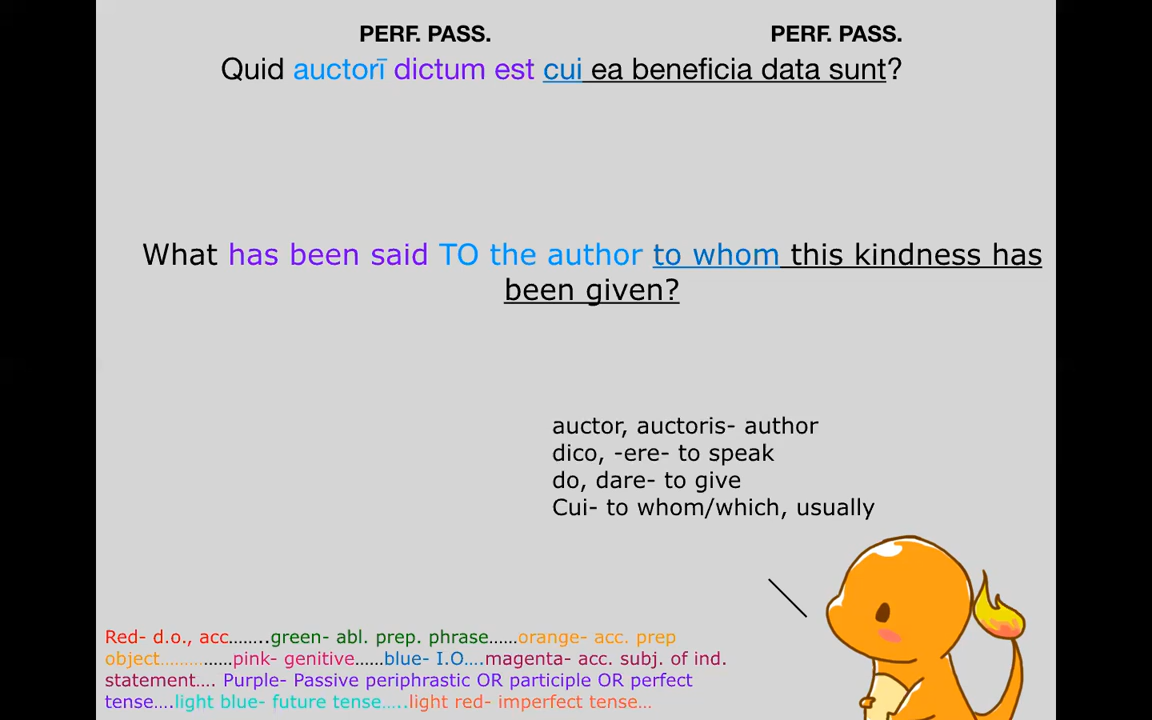 PERF. PASS. PERF. PASS.
Quid auctorī dictum est cui ea beneficia data sunt?
What has been said TO the author to whom this kindness has
been given?
auctor, auctoris- author
dico, -ere- to speak
do, dare- to give
Cui- to whom/which, usually
Red- d.o., acc……..green- abl. prep. phrase……orange- acc. prep
object………......pink- genitive……blue- I.O….magenta- acc. subj. of ind.
statement…. Purple- Passive periphrastic OR participle OR perfect
tense….light blue- future tense…..light red- imperfect tense…